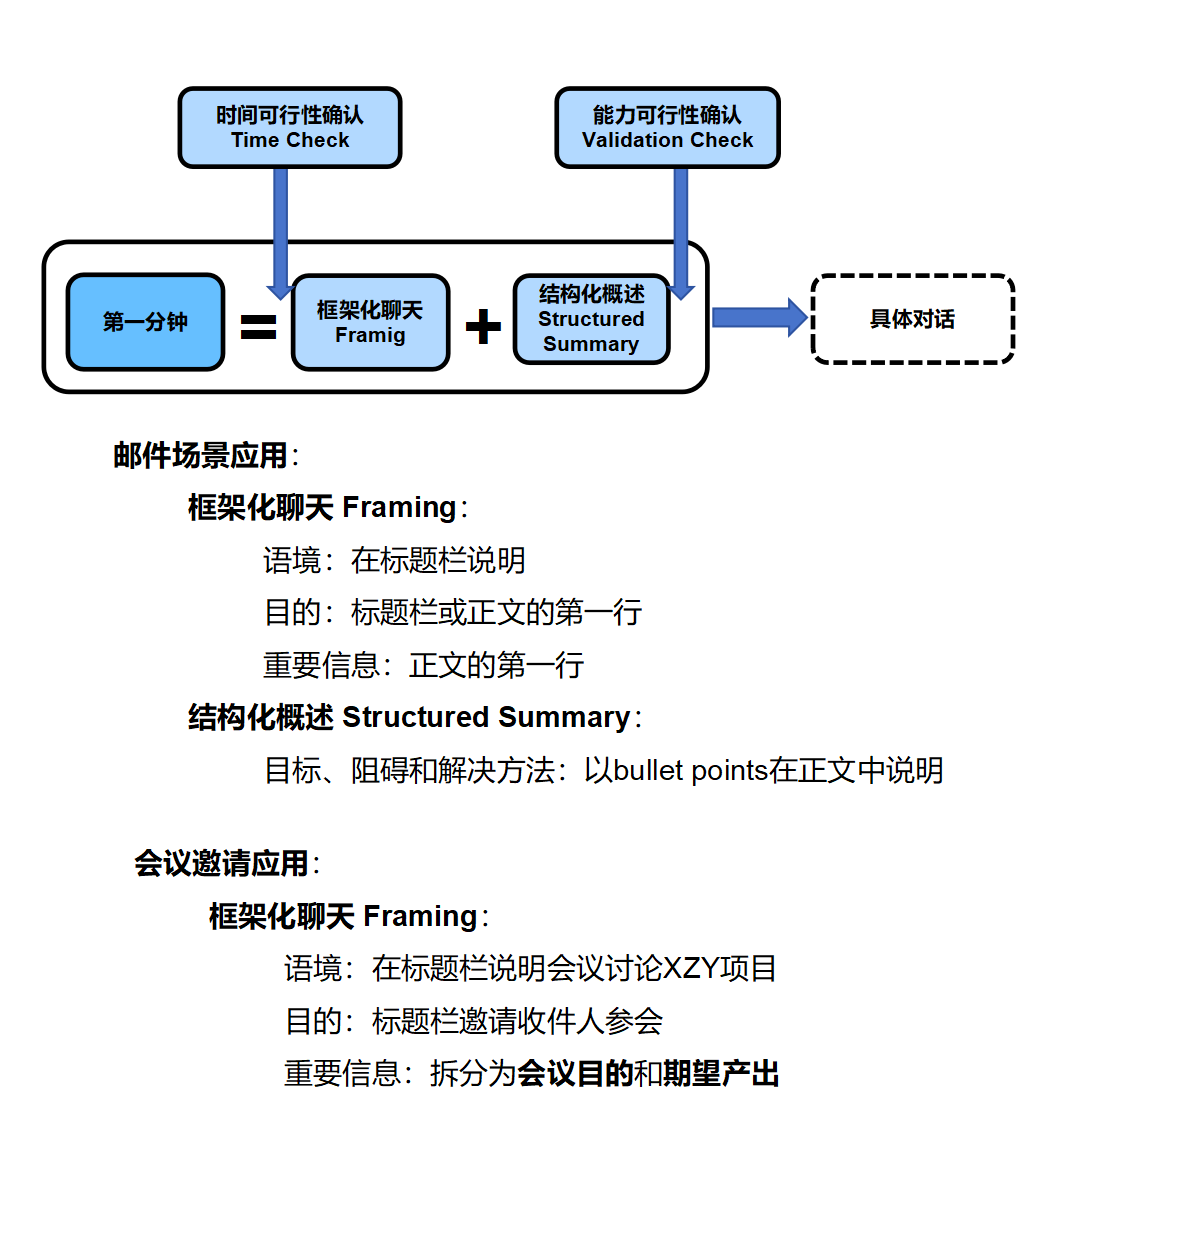 时间可行性确认
Time Check
能力可行性确认
Validation Check
第一分钟
=
框架化聊天
Framig
+
结构化概述
Structured
Summary
具体对话
邮件场景应用：
框架化聊天 Framing：
语境：在标题栏说明
目的：标题栏或正文的第一行
重要信息：正文的第一行
结构化概述 Structured Summary：
目标、阻碍和解决方法：以bullet points在正文中说明
会议邀请应用：
框架化聊天 Framing：
语境：在标题栏说明会议讨论XZY项目
目的：标题栏邀请收件人参会
重要信息：拆分为会议目的和期望产出